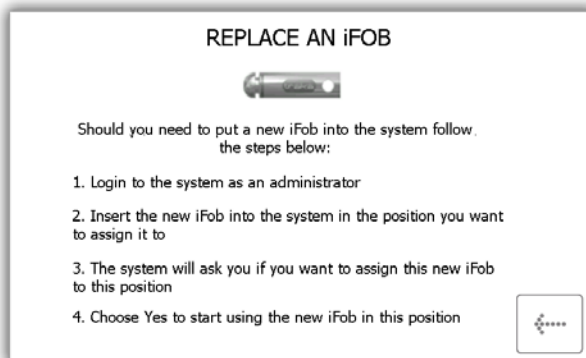 REPLACE AN iFOB
Should you need to put a new iFob into the system follow
the steps below:
1. Login to the system as an administrator
2. Insert the new iFob into the system in the position you want
to assign it to
3. The system will ask you if you want to assign this new iFob
to this position
4. Choose Yes to start using the new iFob in this position